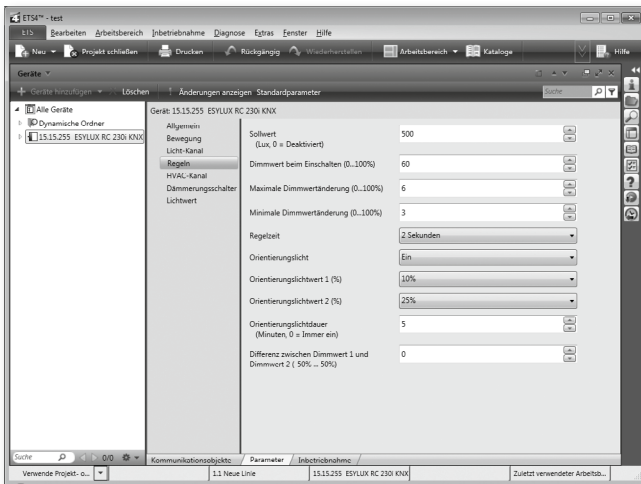 ETS4™ - test
ETS Bearbeiten Arbeitsbereich Inbetriebnahme Diagnose Extras Fenster Hilfe
Neu Projekt schließen Drucken Rückgängig Wiederherstellen Arbeitsbereich Kataloge Hilfe
Geräte
Geräte hinzufügen Löschen Änderungen anzeigen Standardparameter Suche
Alle Geräte
Dynamische Ordner
15.15.255 ESYLUX RC 230i KNX
Gerät: 15.15.255 ESYLUX RC 230i KNX
Allgemein
Bewegung
Licht-Kanal
Regeln
HVAC-Kanal
Dämmerungsschalter
Lichtwert
Sollwert
(Lux, 0 = Deaktiviert)
500
Dimmwert beim Einschalten (0...100%)
60
Maximale Dimmwertänderung (0...100%)
6
Minimale Dimmwertänderung (0...100%)
3
Regelzeit
2 Sekunden
Orientierungslicht
Ein
Orientierungslichtwert 1 (%)
10%
Orientierungslichtwert 2 (%)
25%
Orientierungslichtdauer
(Minuten, 0 = Immer ein)
5
Differenz zwischen Dimmwert 1 und
Dimmwert 2 ( 50% ... 50%)
0
Suche 0/0
Kommunikationsobjekte Parameter Inbetriebnahme
Verwende Projekt- o... 1.1 Neue Linie 15.15.255 ESYLUX RC 230i KNX Zuletzt verwendeter Arbeitsb...